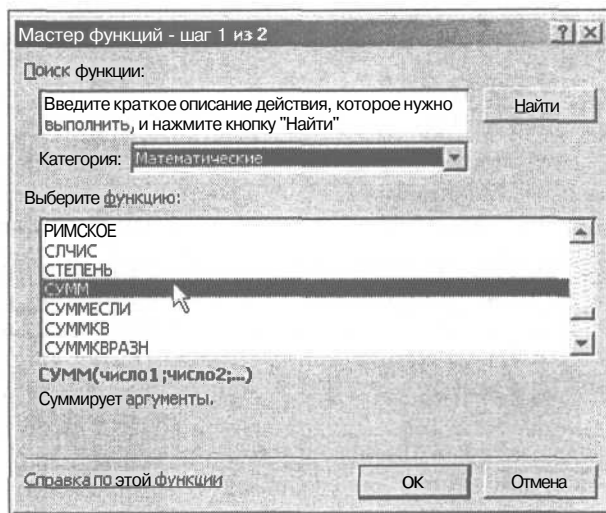 Мастер функций - шаг 1 из 2
Поиск функции:
Введите краткое описание действия, которое нужно
выполнить, и нажмите кнопку "Найти"
Найти
Категория: Математические
Выберите функцию:
РИМСКОЕ
СЛЧИС
СТЕПЕНЬ
СУММ
СУММЕСЛИ
СУММКВ
СУММКВРАЗН
СУММ(число1;число2;...)
Суммирует аргументы.
Справка по этой функции
ОК
Отмена